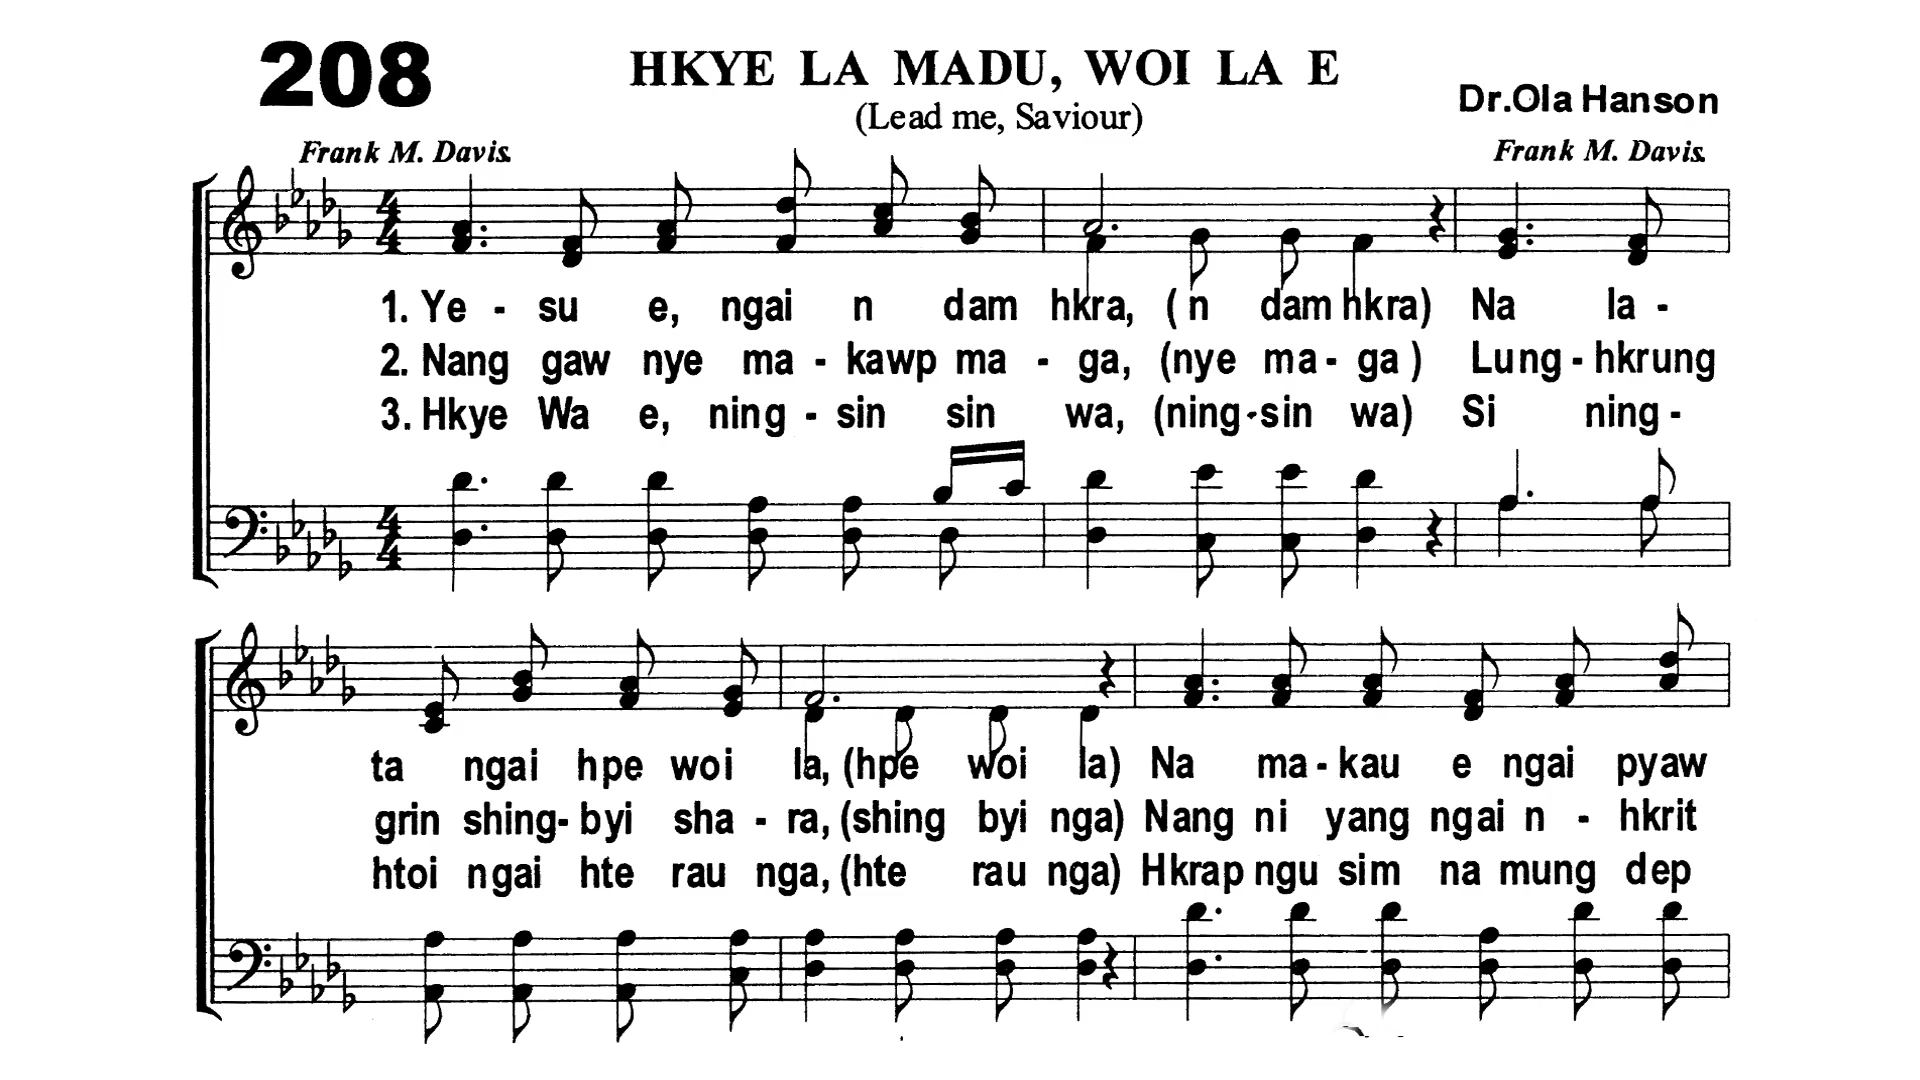 208
HKYE LA MADU, WOI LA E
(Lead me, Saviour)
Dr.Ola Hanson
Frank M. Davis.
Frank M. Davis.
1. Ye - su e, ngai n dam hkra, ( n dam hkra) Na la -
2. Nang gaw nye ma - kawp ma - ga, (nye ma - ga ) Lung - hkrung
3. Hkye Wa e, ning - sin sin wa, (ning - sin wa) Si ning -
ta ngai hpe woi la, (hpe woi la) Na ma - kau e ngai pyaw
grin shing- byi sha - ra, (shing byi nga) Nang ni yang ngai n - hkrit
htoi ngai hte rau nga, (hte rau nga) Hkrap ngu sim na mung dep